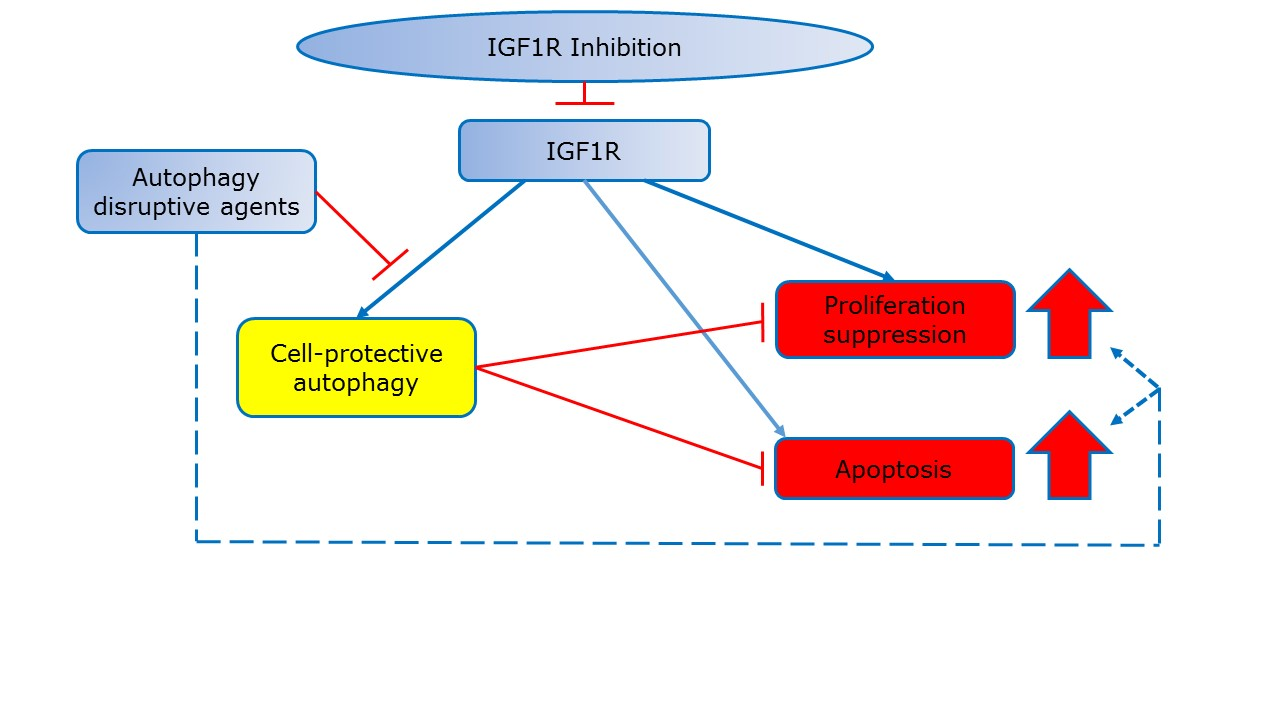 IGF1R Inhibition
IGF1R
Autophagy
disruptive agents
Proliferation
suppression
Cell-protective
autophagy
Apoptosis